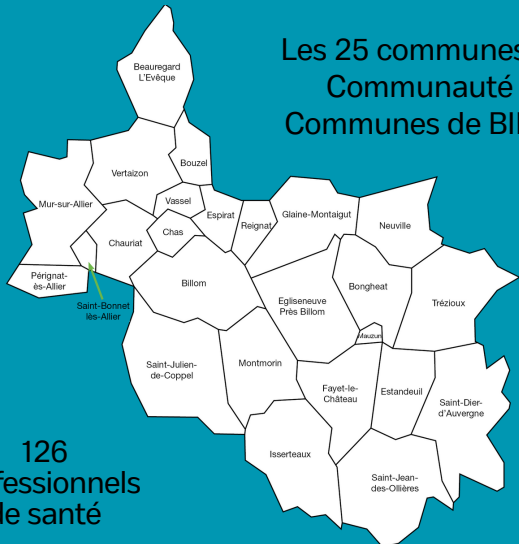 Les 25 communes
Communauté
Communes de
Beauregard
L'Evêque
Vertaizon
Bouzel
Mur-sur-Allier
Vassel
Espirat
Reignat
Glaine-Montaigut
Neuville
Chauriat
Chas
Pérignat-
ès-Allier
Saint-Bonnet
lès-Allier
Billom
Egliseneuve
Près Billom
Bongheat
Trézioux
Mauzun
Saint-Julien-
de-Coppel
Montmorin
Fayet-le-
Château
Estandeuil
Saint-Dier-
d'Auvergne
Isserteaux
Saint-Jean-
des-Ollières
126
fessionnels
le santé